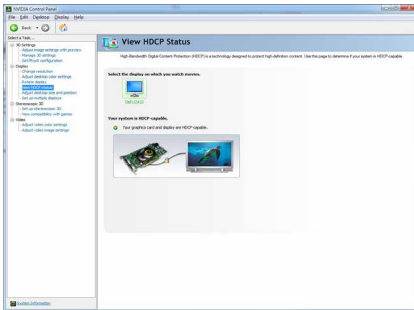 NVIDIA Control Panel
File Edit Desktop Display Help
Back
Select a Task...
3D Settings
Adjust image settings with preview
Manage 3D settings
Set PhysX configuration
Display
Change resolution
Adjust desktop color settings
Rotate display
View HDCP status
Adjust desktop size and position
Set up multiple displays
Stereoscopic 3D
Set up stereoscopic 3D
View compatibility with games
Video
Adjust video color settings
Adjust video image settings
System Information
View HDCP Status
High-Bandwidth Digital Content Protection (HDCP) is a technology designed to protect high-definition content. Use this page to determine if your system is HDCP-capable
Select the display on which you watch movies.
Your system is HDCP-capable.
Your graphics card and display are HDCP-capable.